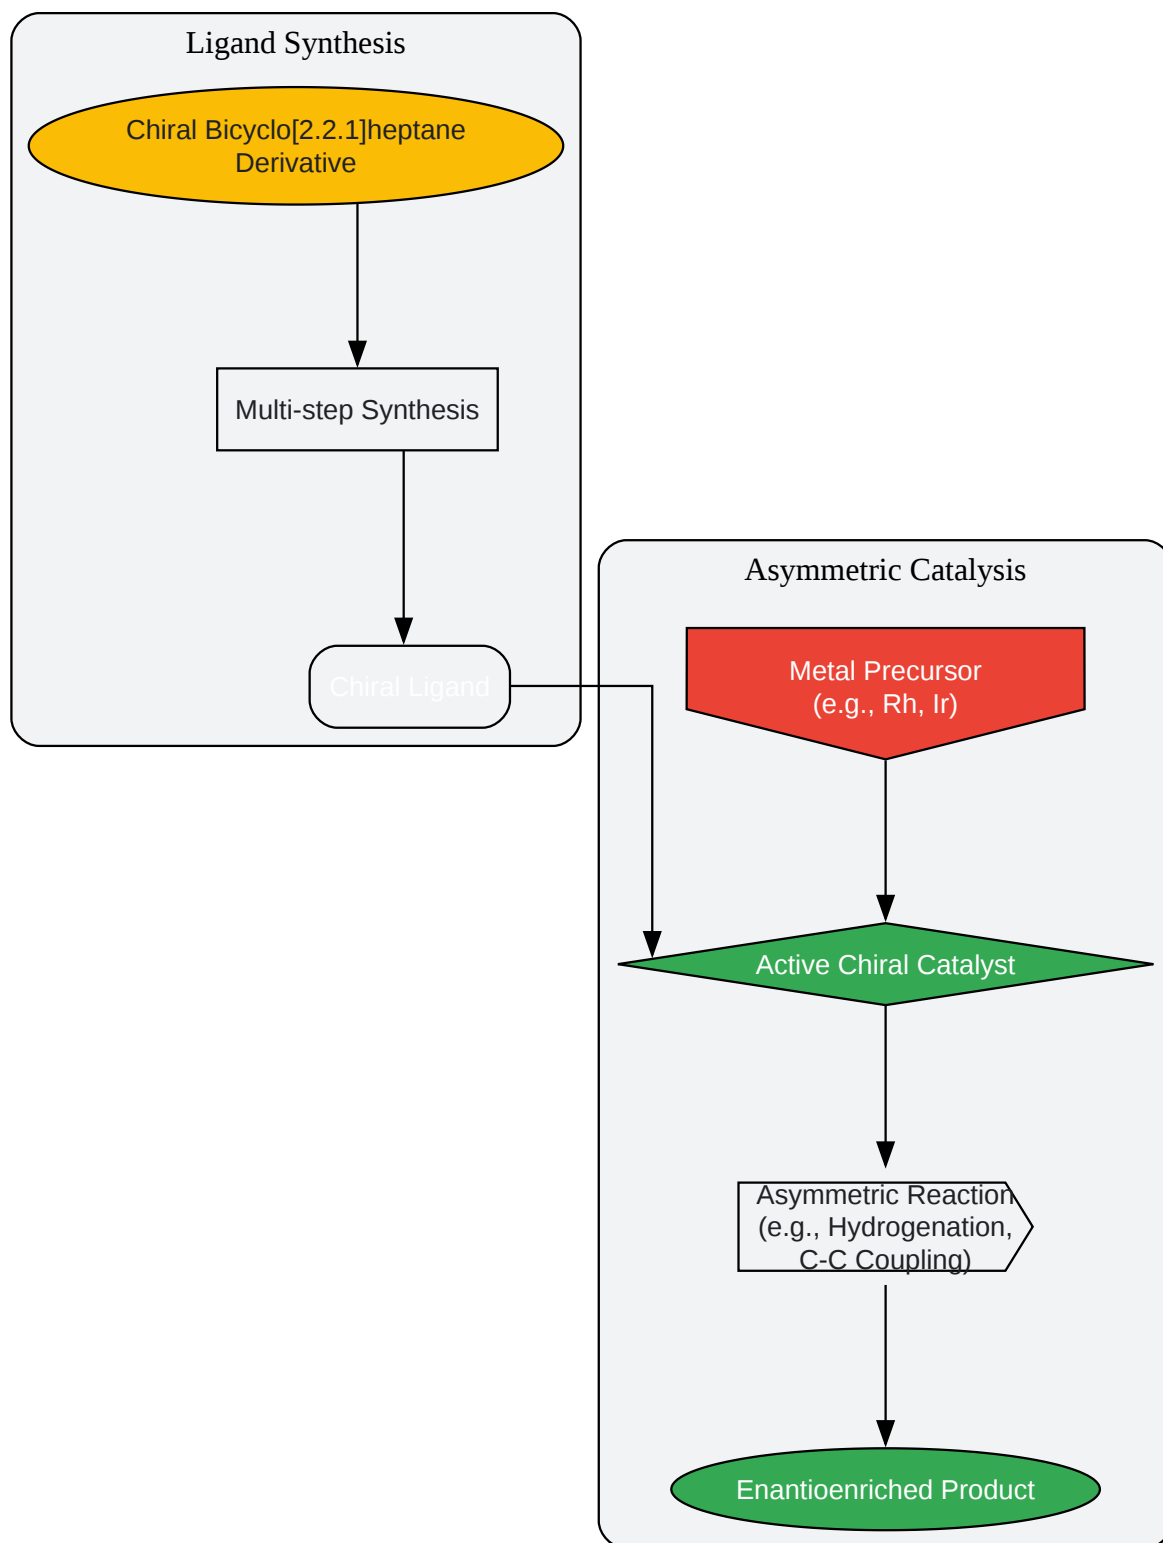 Ligand Synthesis
Chiral Bicyclo[2.2.1]heptane
Derivative
Multi-step Synthesis
Chiral Ligand
Asymmetric Catalysis
Metal Precursor
(e.g., Rh, Ir)
Active Chiral Catalyst
Asymmetric Reaction
(e.g., Hydrogenation,
C-C Coupling)
Enantioenriched Product